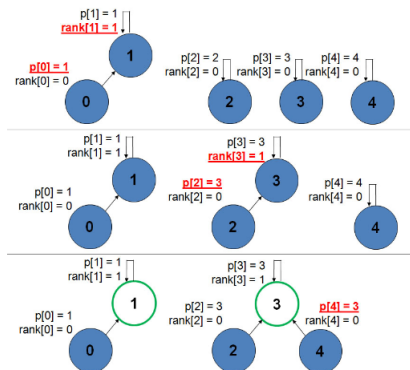 p[1] = 1
rank[1] = 1
1
p[0] = 1
rank[0] = 0
0
p[2] = 2
rank[2] = 0
2
p[3] = 3
rank[3] = 0
3
p[4] = 4
rank[4] = 0
4
p[1] = 1
rank[1] = 1
1
p[0] = 1
rank[0] = 0
0
p[3] = 3
rank[3] = 1
3
p[2] = 3
rank[2] = 0
2
p[4] = 4
rank[4] = 0
4
p[1] = 1
rank[1] = 1
1
p[0] = 1
rank[0] = 0
0
p[3] = 3
rank[3] = 1
3
p[2] = 3
rank[2] = 0
2
p[4] = 3
rank[4] = 0
4